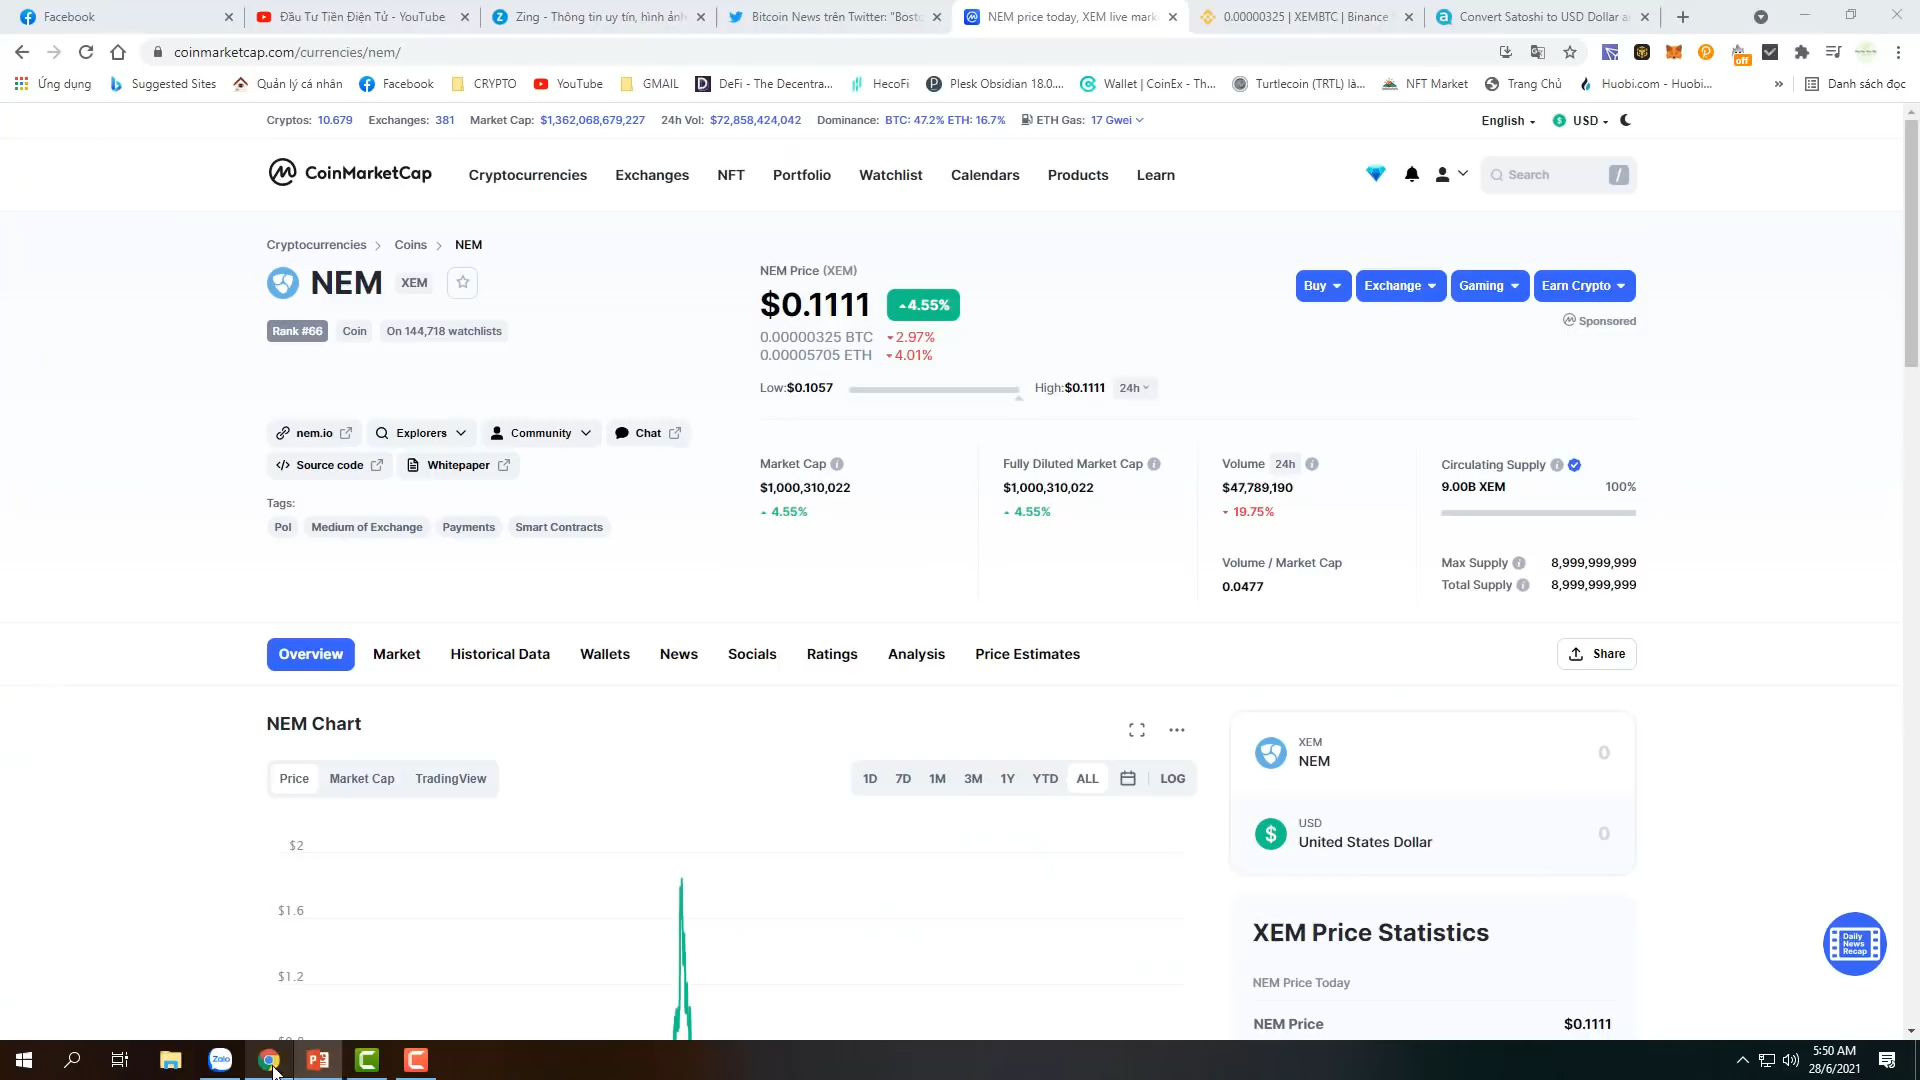 Facebook
Đầu Tư Tiền Điện Tử - YouTube
Zing - Thông tin uy tín, hình ảnh
Bitcoin News trên Twitter: "Bosto
NEM price today, XEM live mark
0.00000325 | XEMBTC | Binance
Convert Satoshi to USD Dollar a
coinmarketcap.com/currencies/nem/
off
Ứng dụng
Suggested Sites
Quản lý cá nhân
Facebook
CRYPTO
YouTube
GMAIL
DeFi - The Decentra...
HecoFi
Plesk Obsidian 18.0....
Wallet | CoinEx - Th...
Turtlecoin (TRTL) là...
NFT Market
Trang Chủ
Huobi.com - Huobi...
»
Danh sách đọc
Cryptos: 10.679 Exchanges: 381 Market Cap: $1,362,068,679,227 24h Vol: $72,858,424,042 Dominance: BTC: 47.2% ETH: 16.7% ETH Gas: 17 Gwei
English
USD
CoinMarketCap
Cryptocurrencies
Exchanges
NFT
Portfolio
Watchlist
Calendars
Products
Learn
Search /
Cryptocurrencies > Coins > NEM
NEM XEM
Rank #66 Coin On 144,718 watchlists
NEM Price (XEM)
$0.1111 4.55%
0.00000325 BTC 2.97%
0.00005705 ETH 4.01%
Low:$0.1057 High:$0.1111 24h
Buy Exchange Gaming Earn Crypto
Sponsored
nem.io Explorers Community Chat
Source code Whitepaper
Tags:
PoI Medium of Exchange Payments Smart Contracts
Market Cap
$1,000,310,022
4.55%
Fully Diluted Market Cap
$1,000,310,022
4.55%
Volume 24h
$47,789,190
19.75%
Volume / Market Cap
0.0477
Circulating Supply
9.00B XEM 100%
Max Supply 8,999,999,999
Total Supply 8,999,999,999
Overview Market Historical Data Wallets News Socials Ratings Analysis Price Estimates
Share
NEM Chart
Price Market Cap TradingView
1D 7D 1M 3M 1Y YTD ALL LOG
$2
$1.6
$1.2
XEM
NEM 0
USD
United States Dollar 0
XEM Price Statistics
NEM Price Today
NEM Price $0.1111
Daily
News
Recap
Zalo
5:50 AM
28/6/2021